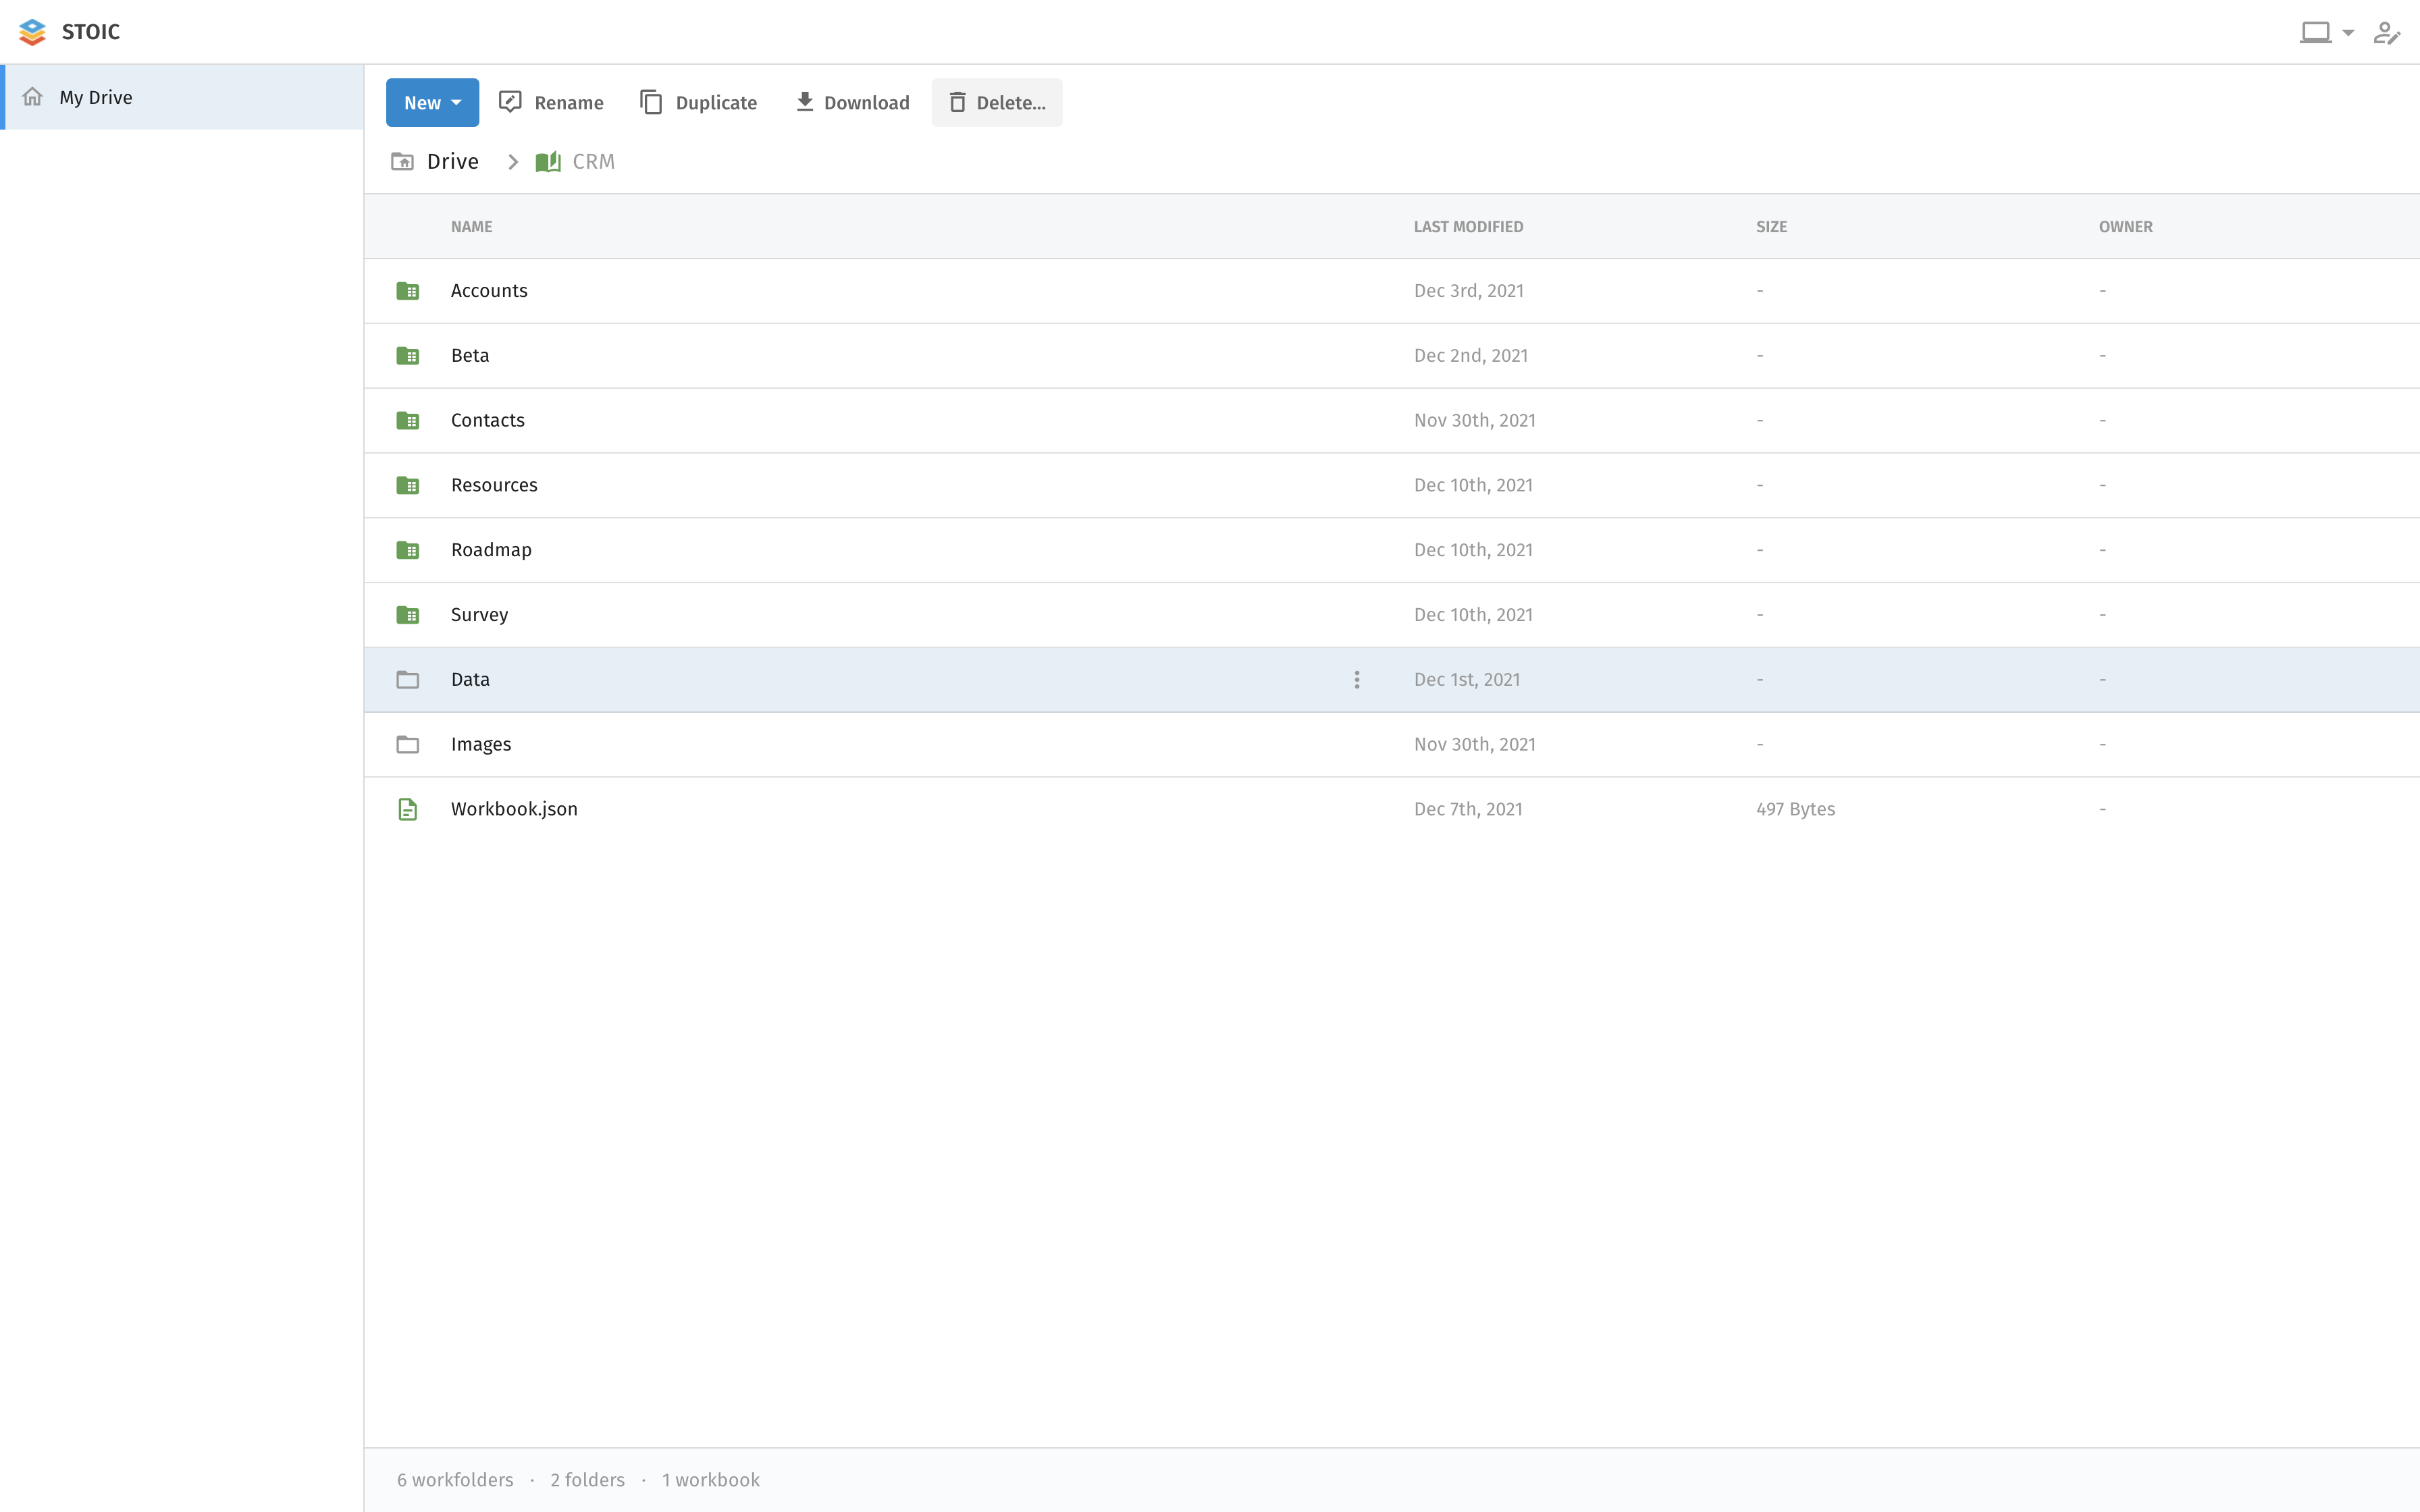 STOIC
My Drive
New Rename Duplicate Download Delete...
Drive > CRM
NAME LAST MODIFIED SIZE OWNER
Accounts Dec 3rd, 2021 - -
Beta Dec 2nd, 2021 - -
Contacts Nov 30th, 2021 - -
Resources Dec 10th, 2021 - -
Roadmap Dec 10th, 2021 - -
Survey Dec 10th, 2021 - -
Data Dec 1st, 2021 - -
Images Nov 30th, 2021 - -
Workbook.json Dec 7th, 2021 497 Bytes -
6 workfolders · 2 folders · 1 workbook